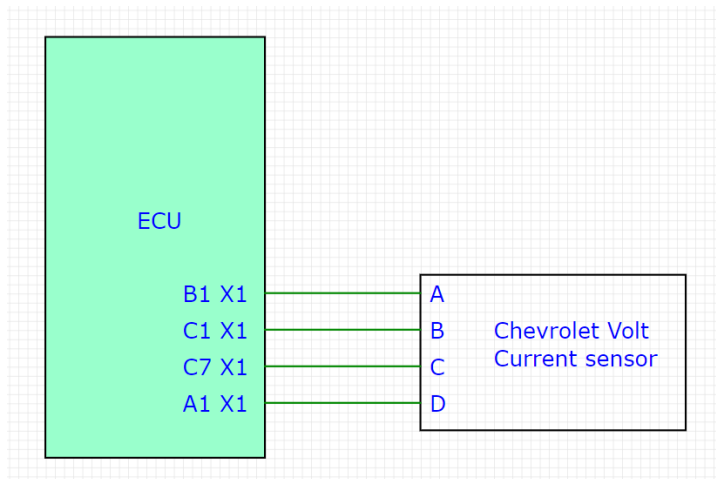 ECU
B1 X1
A
C1 X1
B
Chevrolet Volt
C7 X1
C
Current sensor
A1 X1
D